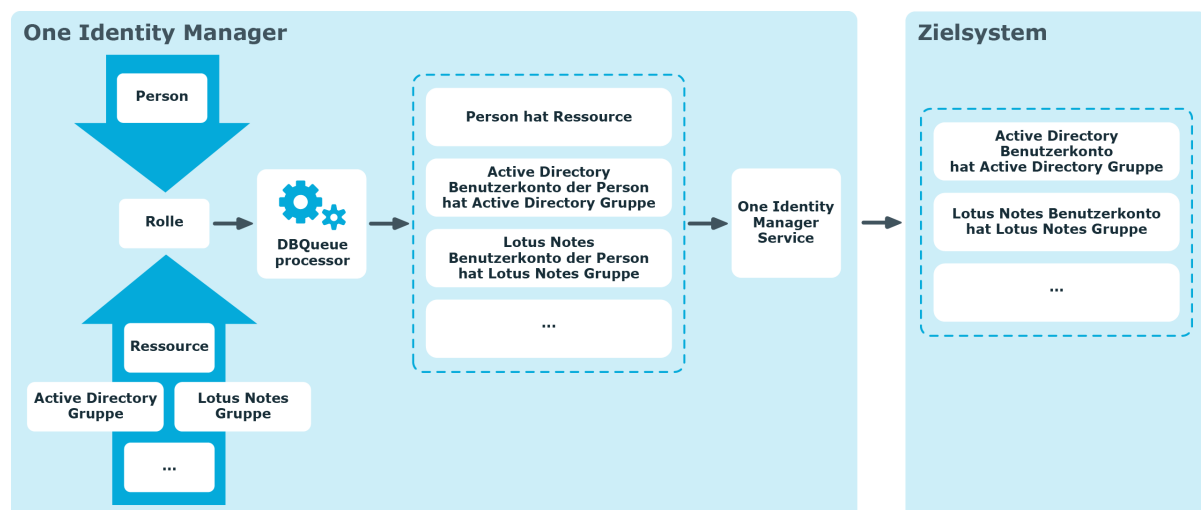 One Identity Manager
Person
Rolle
Ressource
Active Directory
Gruppe
Lotus Notes
Gruppe
...
DBQueue
processor
Person hat Ressource
Active Directory
Benutzerkonto der Person
hat Active Directory Gruppe
Lotus Notes
Benutzerkonto der Person
hat Lotus Notes Gruppe
...
One Identity
Manager
Service
Zielsystem
Active Directory
Benutzerkonto
hat Active Directory Gruppe
Lotus Notes Benutzerkonto
hat Lotus Notes Gruppe
...